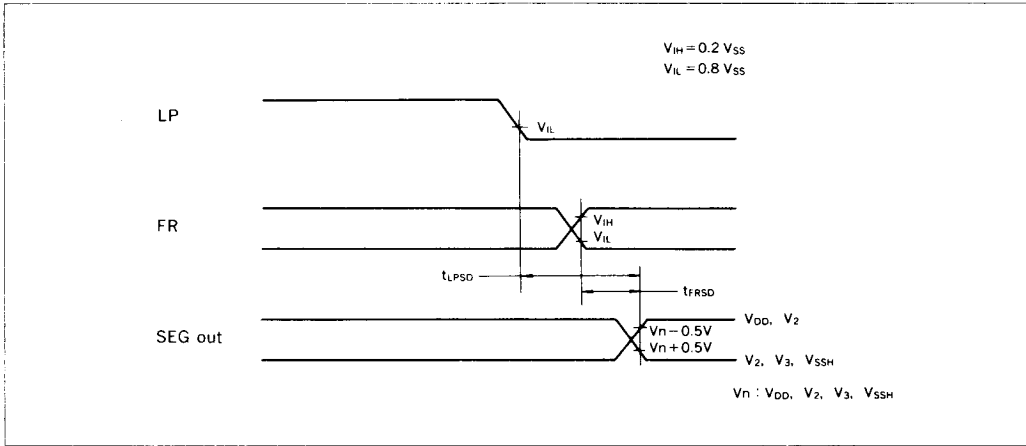 VIH=0.2 VSS
VIL=0.8 VSS
LP
VIL
FR
VIH
VIL
tLPSD
tFRSD
SEG out
VDD, V2
Vn−0.5V
Vn+0.5V
V2, V3, VSSH
Vn : VDD, V2, V3, VSSH